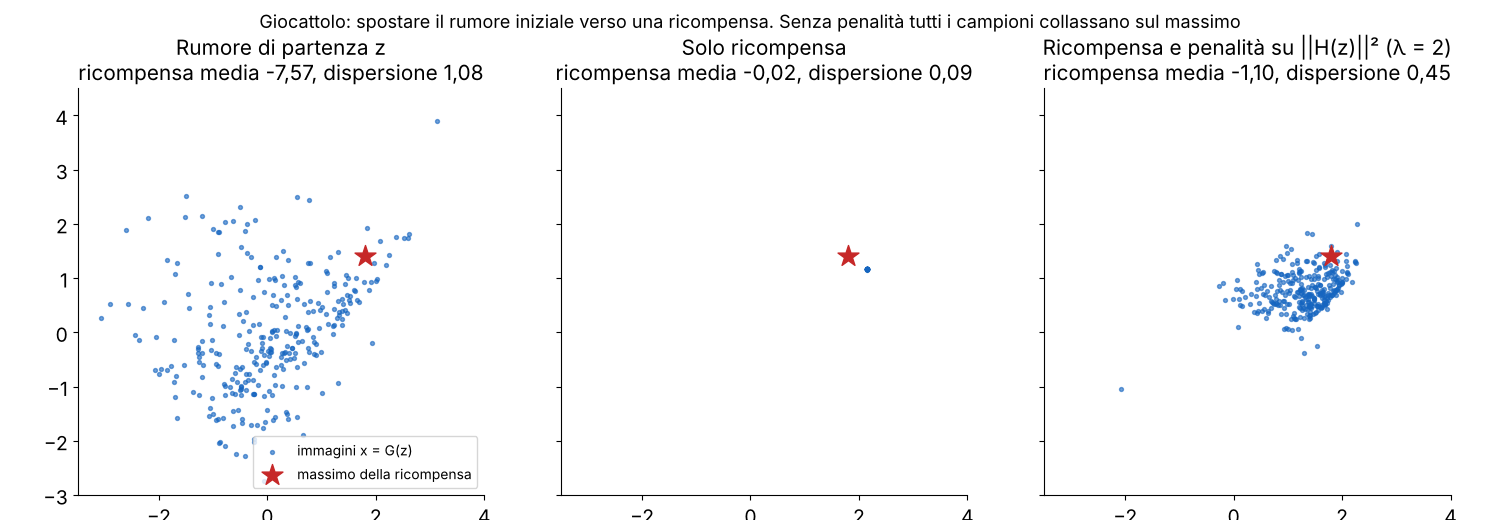 Giocattolo: spostare il rumore iniziale verso una ricompensa. Senza penalità tutti i campioni collassano sul massimo
Rumore di partenza z
ricompensa media -7,57, dispersione 1,08
Solo ricompensa
ricompensa media -0,02, dispersione 0,09
Ricompensa e penalità su ||H(z)||² (λ = 2)
ricompensa media -1,10, dispersione 0,45
4
3
2
1
0
−1
−2
−3
immagini x = G(z)
massimo della ricompensa
−2 0 2 4
−2 0 2 4
−2 0 2 4